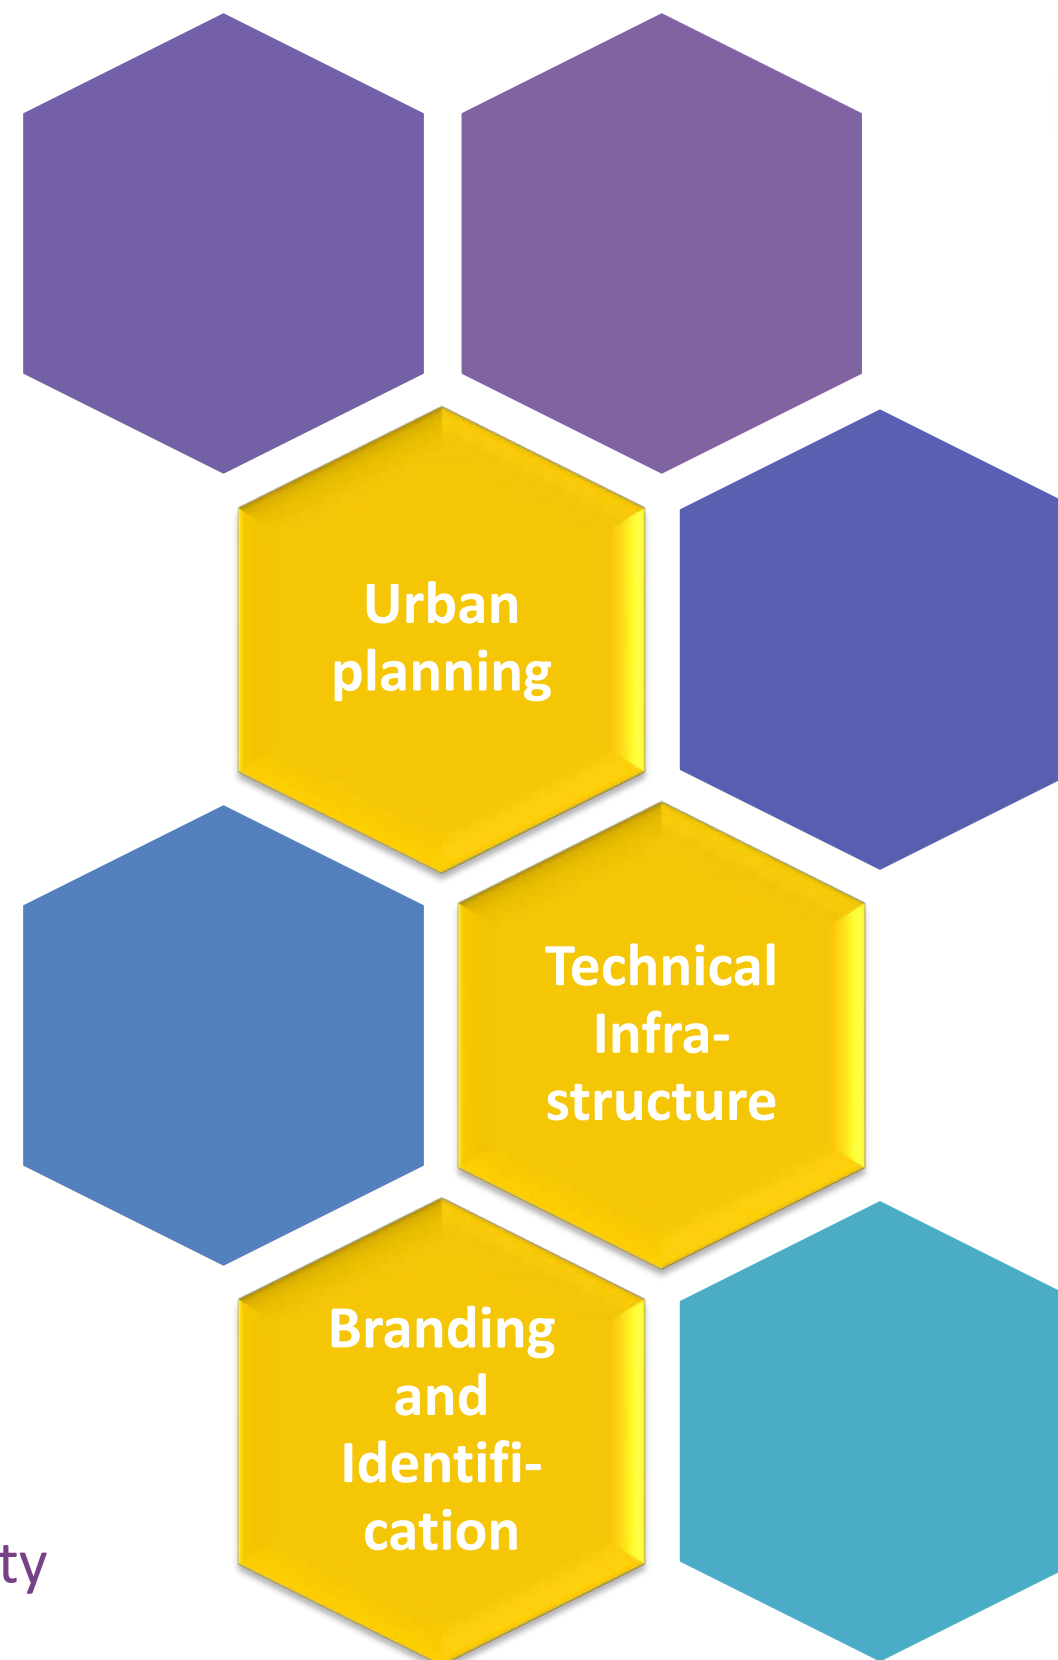 Urban
planning
Technical
Infra-
structure
Branding
and
Identifi-
cation
ty